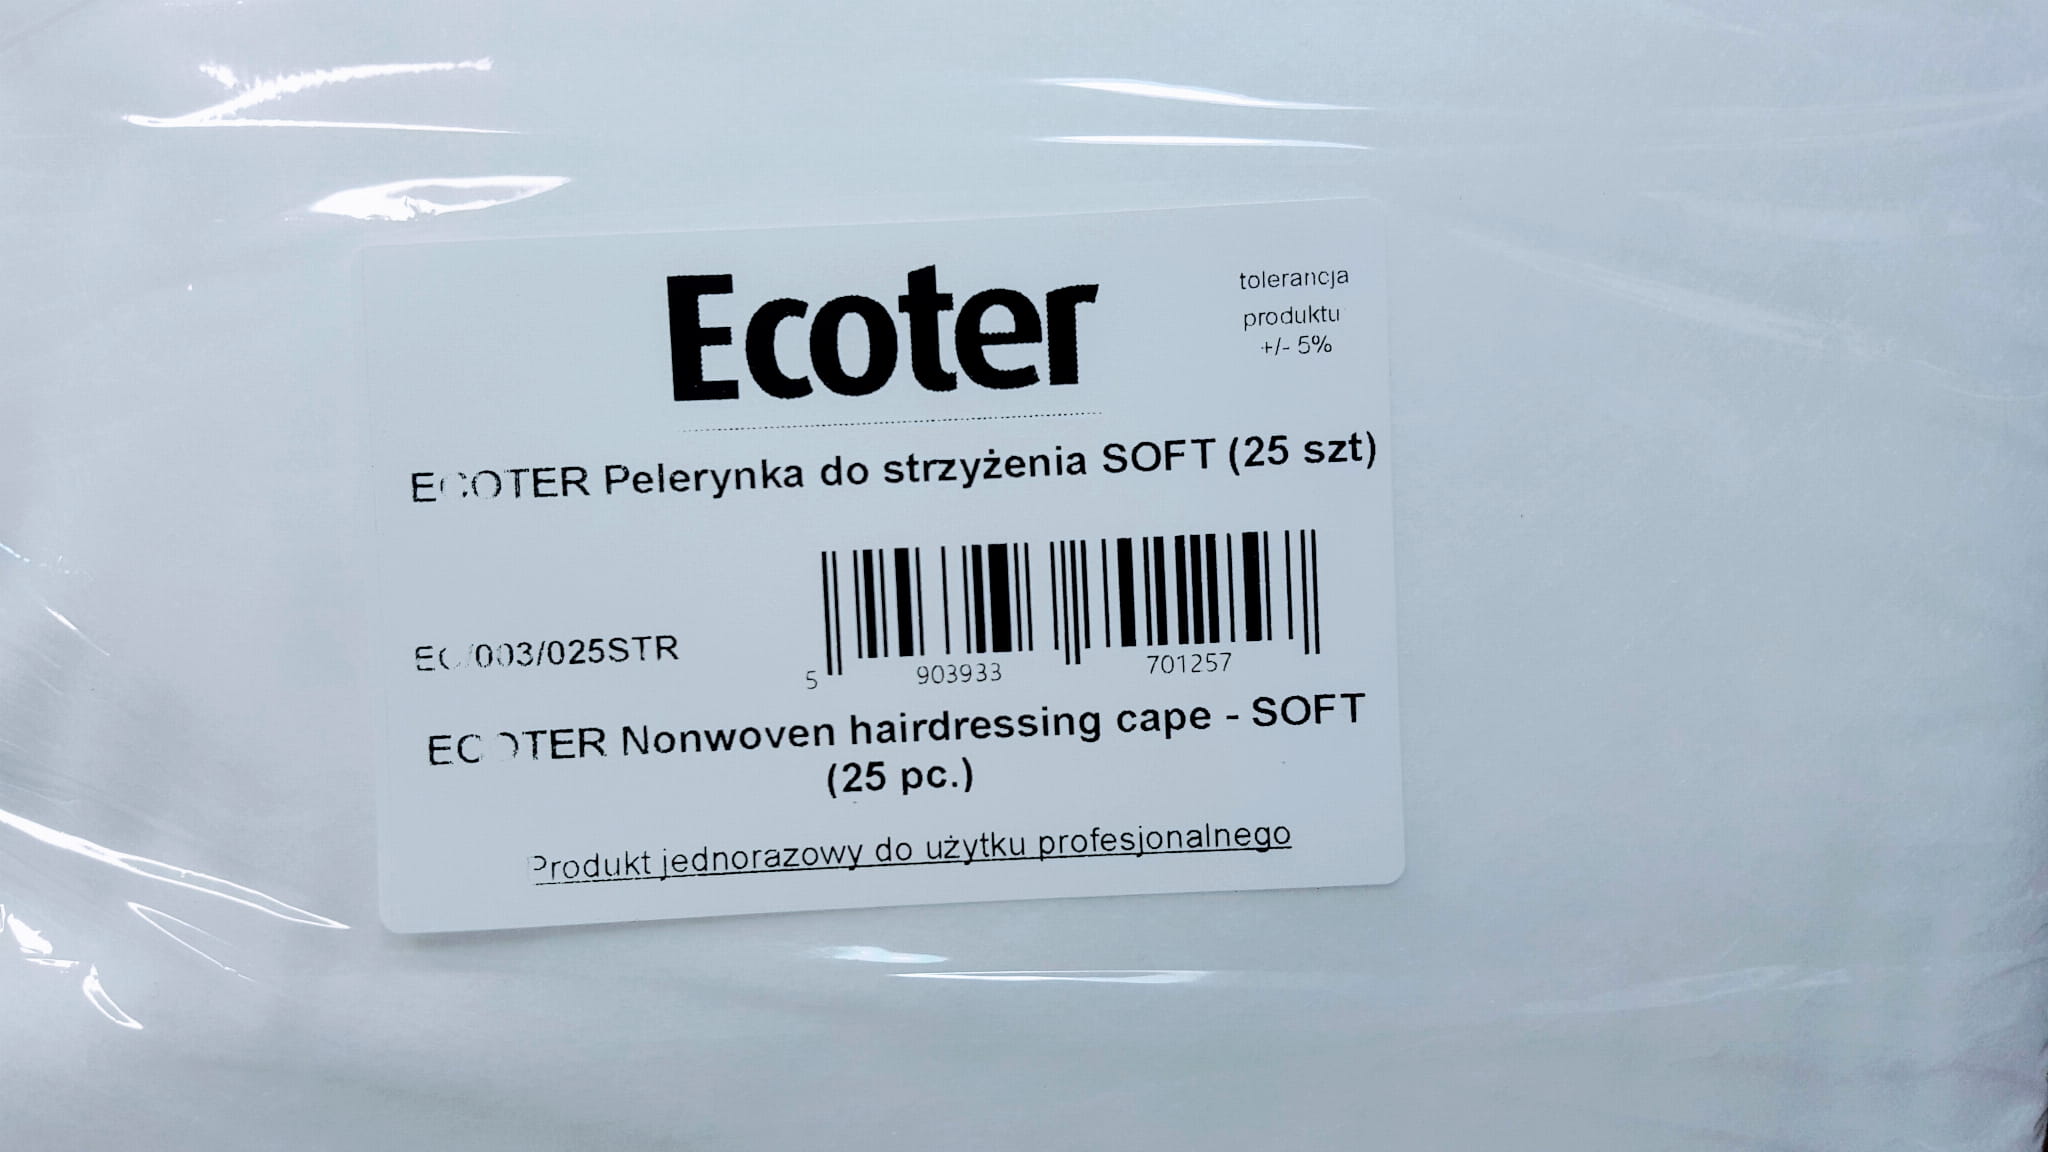 Ecoter
tolerancja
produktu
+/- 5%
ECOTER Pelerynka do strzyżenia SOFT (25 szt)
EC/003/025STR
5 903933 701257
ECOTER Nonwoven hairdressing cape - SOFT
(25 pc.)
Produkt jednorazowy do użytku profesjonalnego